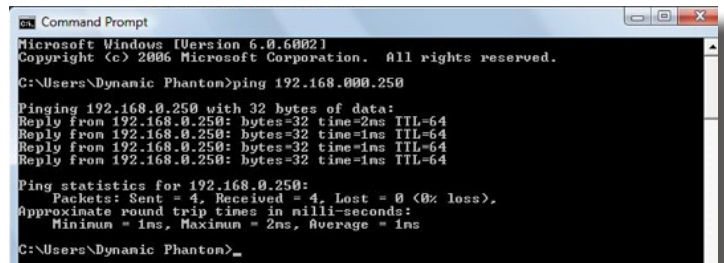 Command Prompt
Microsoft Windows [Version 6.0.6002]
Copyright (c) 2006 Microsoft Corporation.  All rights reserved.
C:\Users\Dynamic Phantom>ping 192.168.000.250
Pinging 192.168.0.250 with 32 bytes of data:
Reply from 192.168.0.250: bytes=32 time=2ms TTL=64
Reply from 192.168.0.250: bytes=32 time=1ms TTL=64
Reply from 192.168.0.250: bytes=32 time=1ms TTL=64
Reply from 192.168.0.250: bytes=32 time=1ms TTL=64
Ping statistics for 192.168.0.250:
Packets: Sent = 4, Received = 4, Lost = 0 (0% loss),
Approximate round trip times in milli-seconds:
Minimum = 1ms, Maximum = 2ms, Average = 1ms
C:\Users\Dynamic Phantom>_